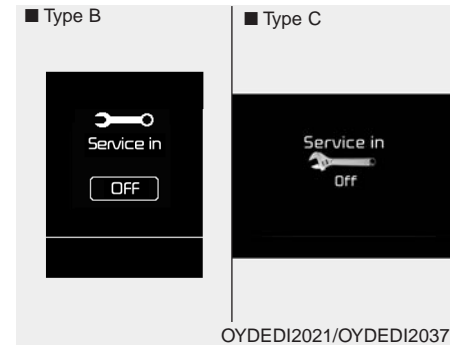 ■ Type B
Service in
OFF
■ Type C
Service in
Off
OYDEDI2021/OYDEDI2037